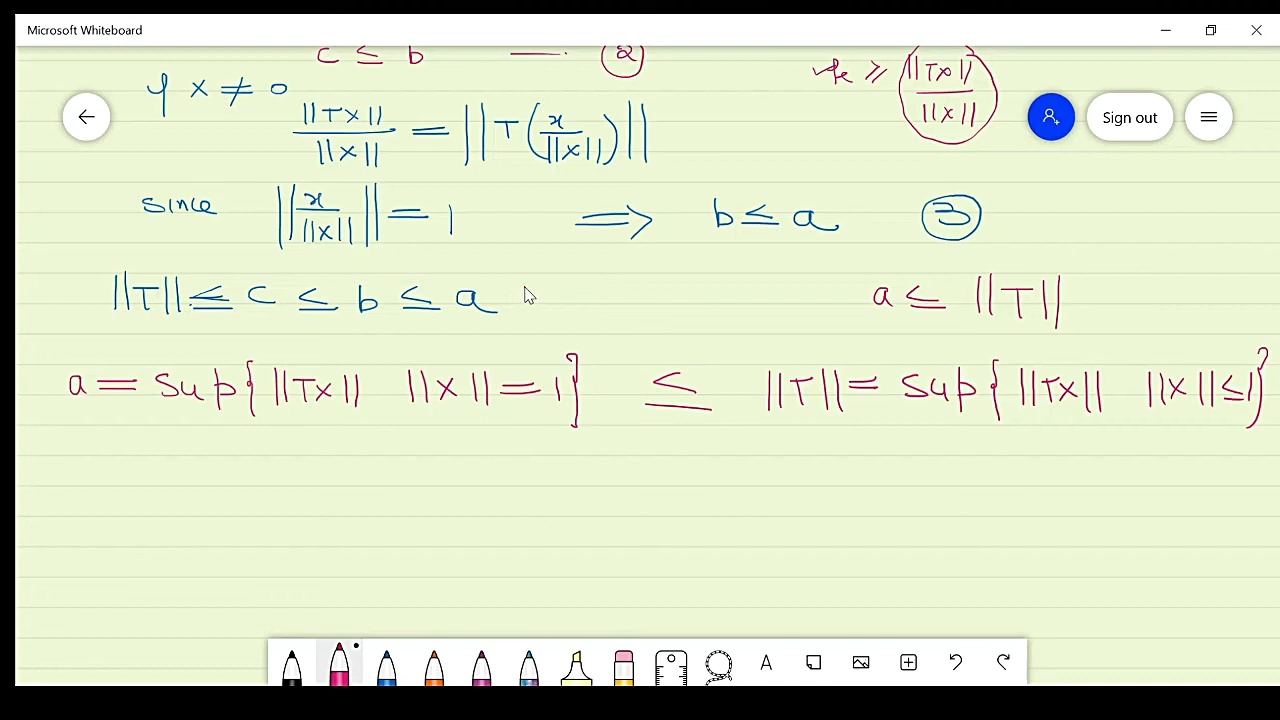 Microsoft Whiteboard
c ≤ b — ②
if x ≠ 0
||Tx|| / ||x|| = ||T(x / ||x||)||
k ≥ ||Tx|| / ||x||
Sign out
since ||x / ||x|| || = 1 ⟹ b ≤ a ③
||T|| ≤ c ≤ b ≤ a a ≤ ||T||
a = Sup{ ||Tx|| ||x|| = 1} ≤ ||T|| = Sup{ ||Tx|| ||x|| ≤ 1}
A